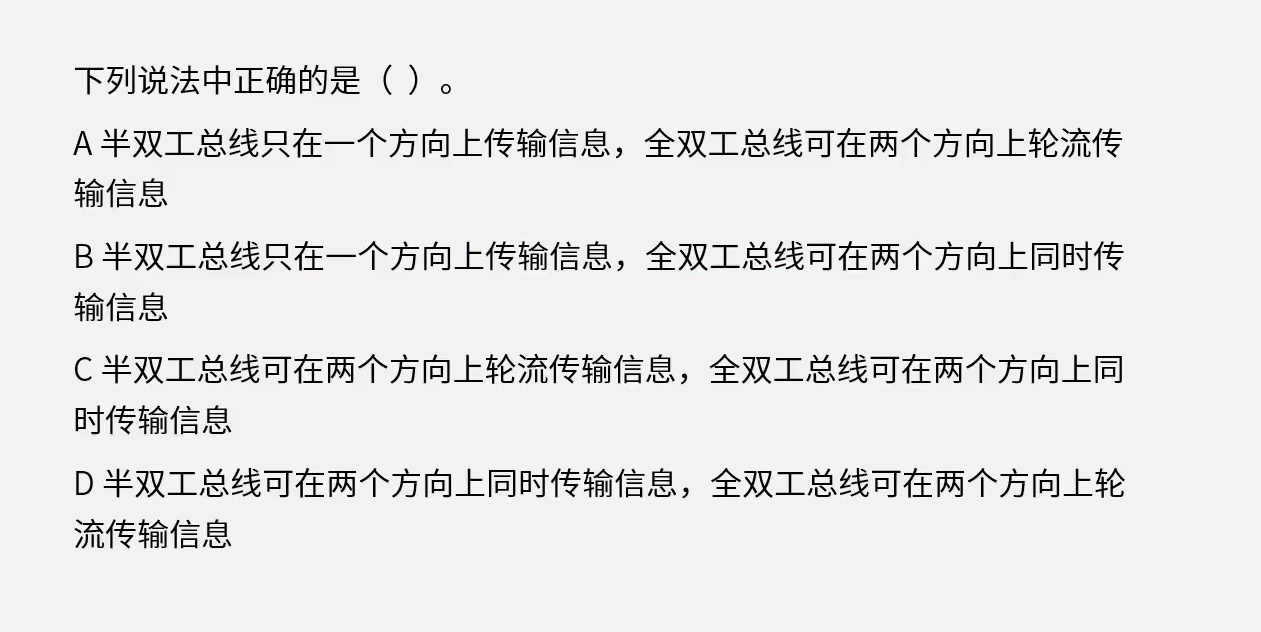 下列说法中正确的是（ ）。
A 半双工总线只在一个方向上传输信息，全双工总线可在两个方向上轮流传
输信息
B 半双工总线只在一个方向上传输信息，全双工总线可在两个方向上同时传
输信息
C 半双工总线可在两个方向上轮流传输信息，全双工总线可在两个方向上同
时传输信息
D 半双工总线可在两个方向上同时传输信息，全双工总线可在两个方向上轮
流传输信息